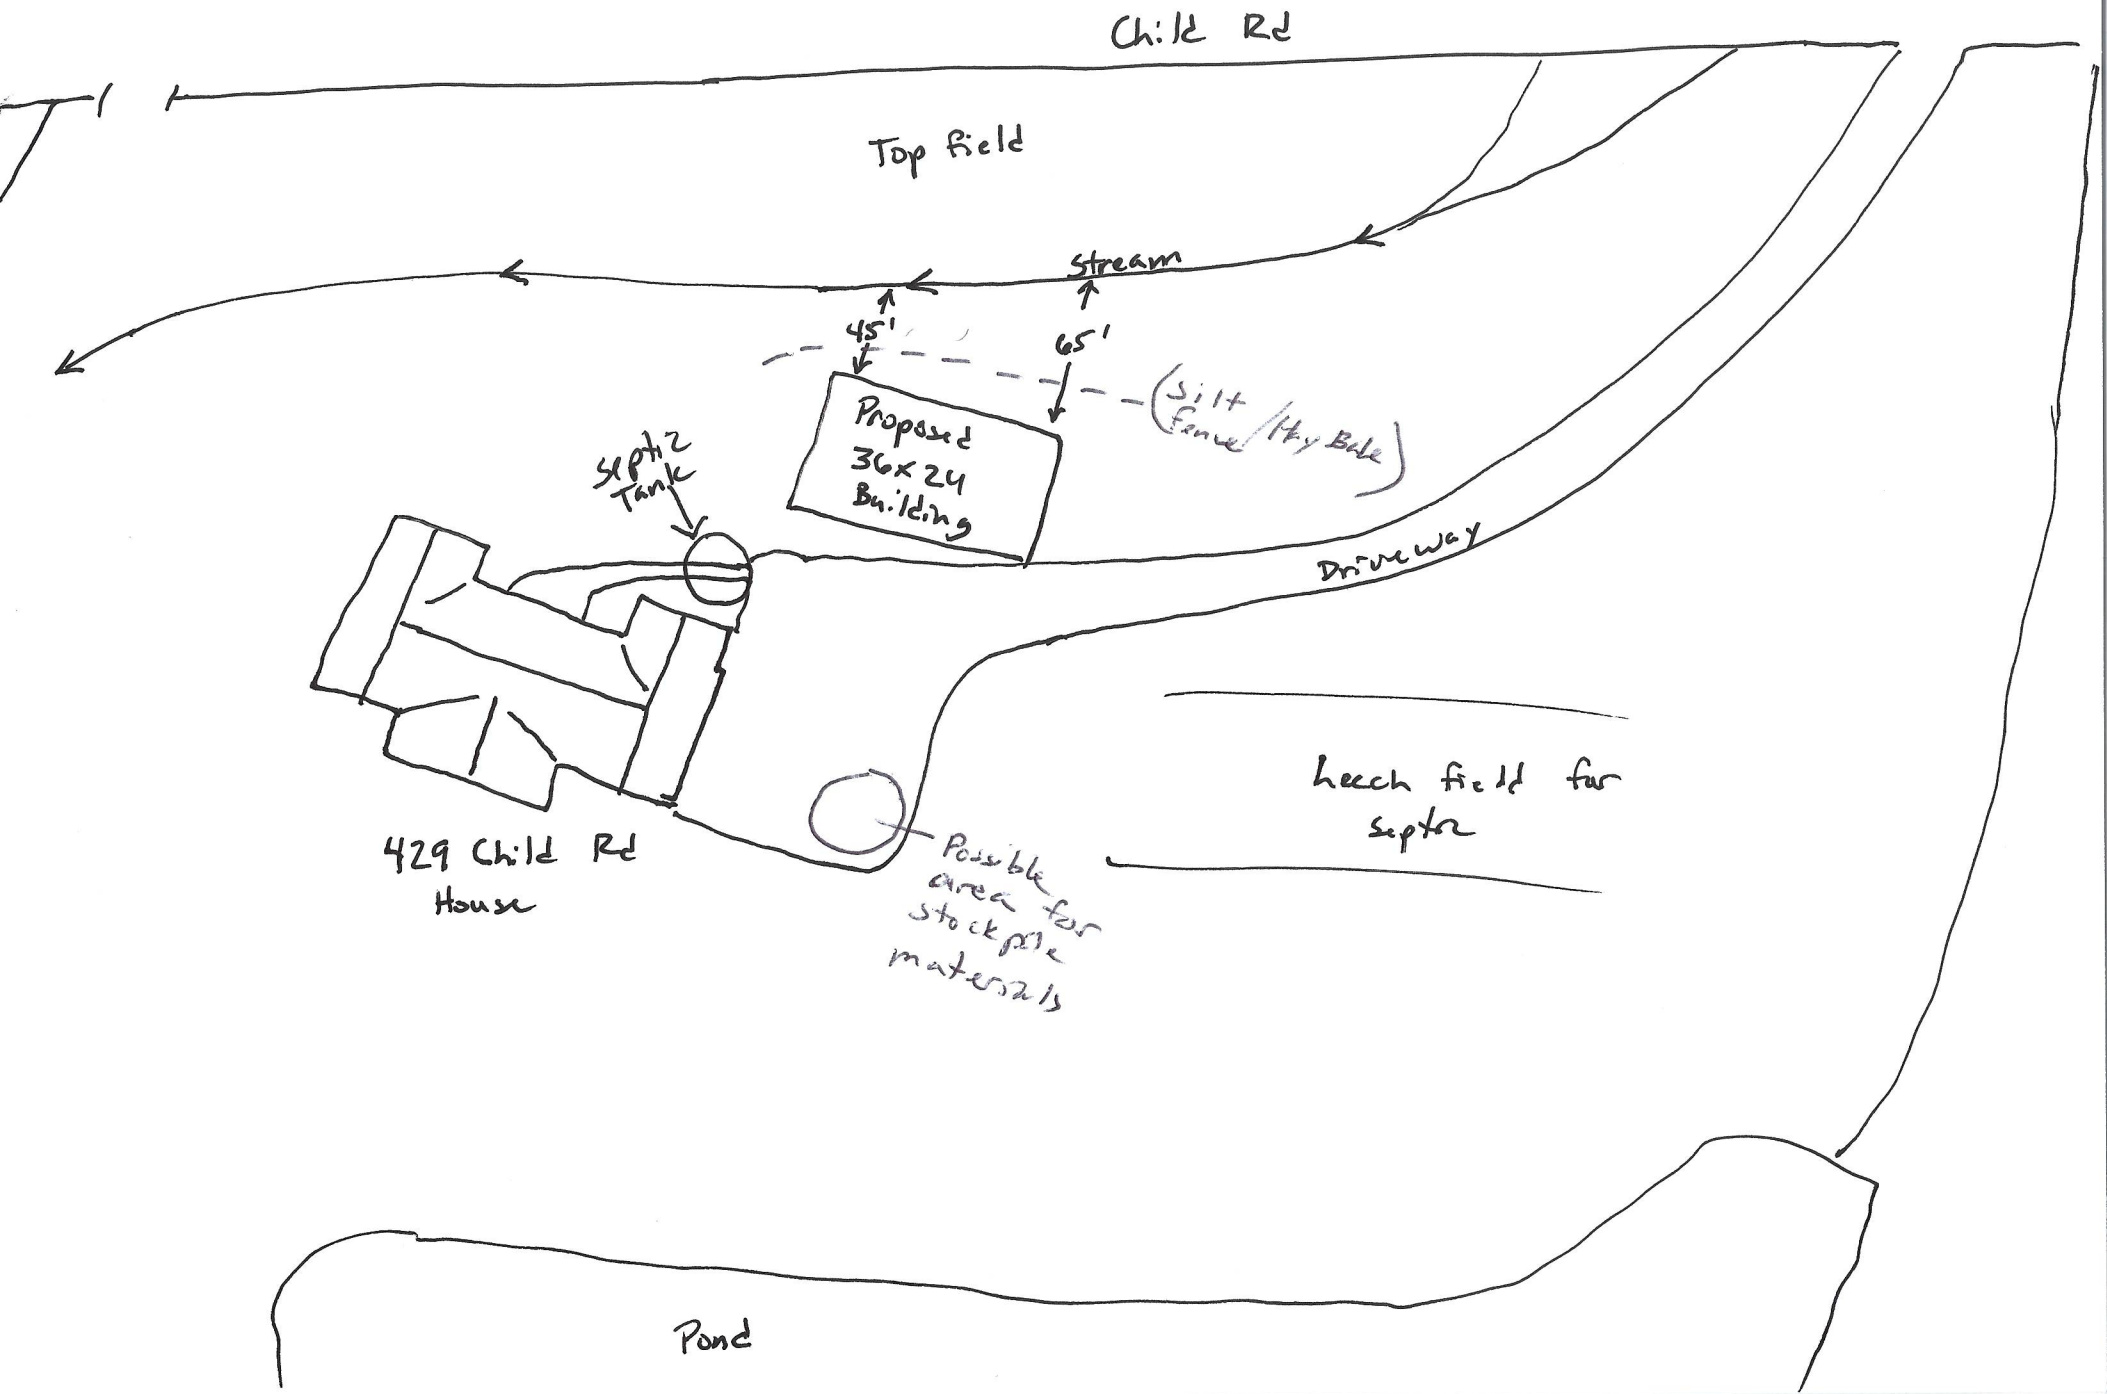 Child Rd
Top field
stream
45'
65'
(Silt
fence/Hay Bale)
Proposed
36x24
Building
Septic
Tank
Driveway
Leech field for
septic
429 Child Rd
House
Possible
area for
stockpile
materials
Pond